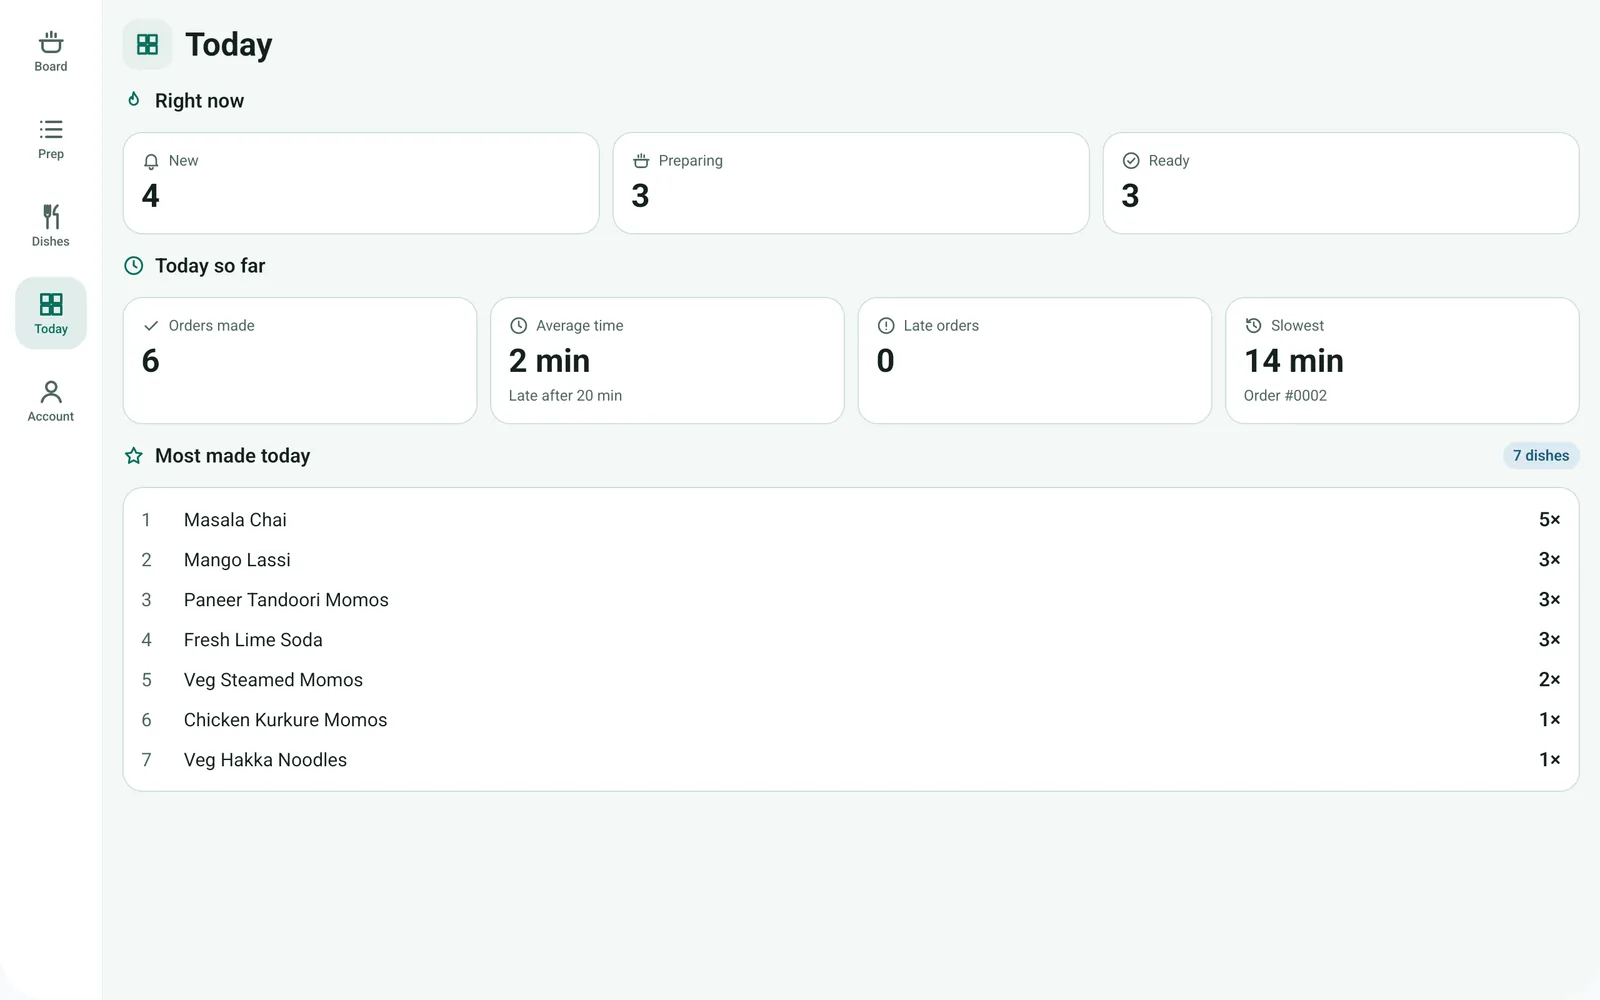 Board
Prep
Dishes
Today
Account
Today
Right now
New
4
Preparing
3
Ready
3
Today so far
Orders made
6
Average time
2 min
Late after 20 min
Late orders
0
Slowest
14 min
Order #0002
Most made today
7 dishes
1 Masala Chai 5×
2 Mango Lassi 3×
3 Paneer Tandoori Momos 3×
4 Fresh Lime Soda 3×
5 Veg Steamed Momos 2×
6 Chicken Kurkure Momos 1×
7 Veg Hakka Noodles 1×